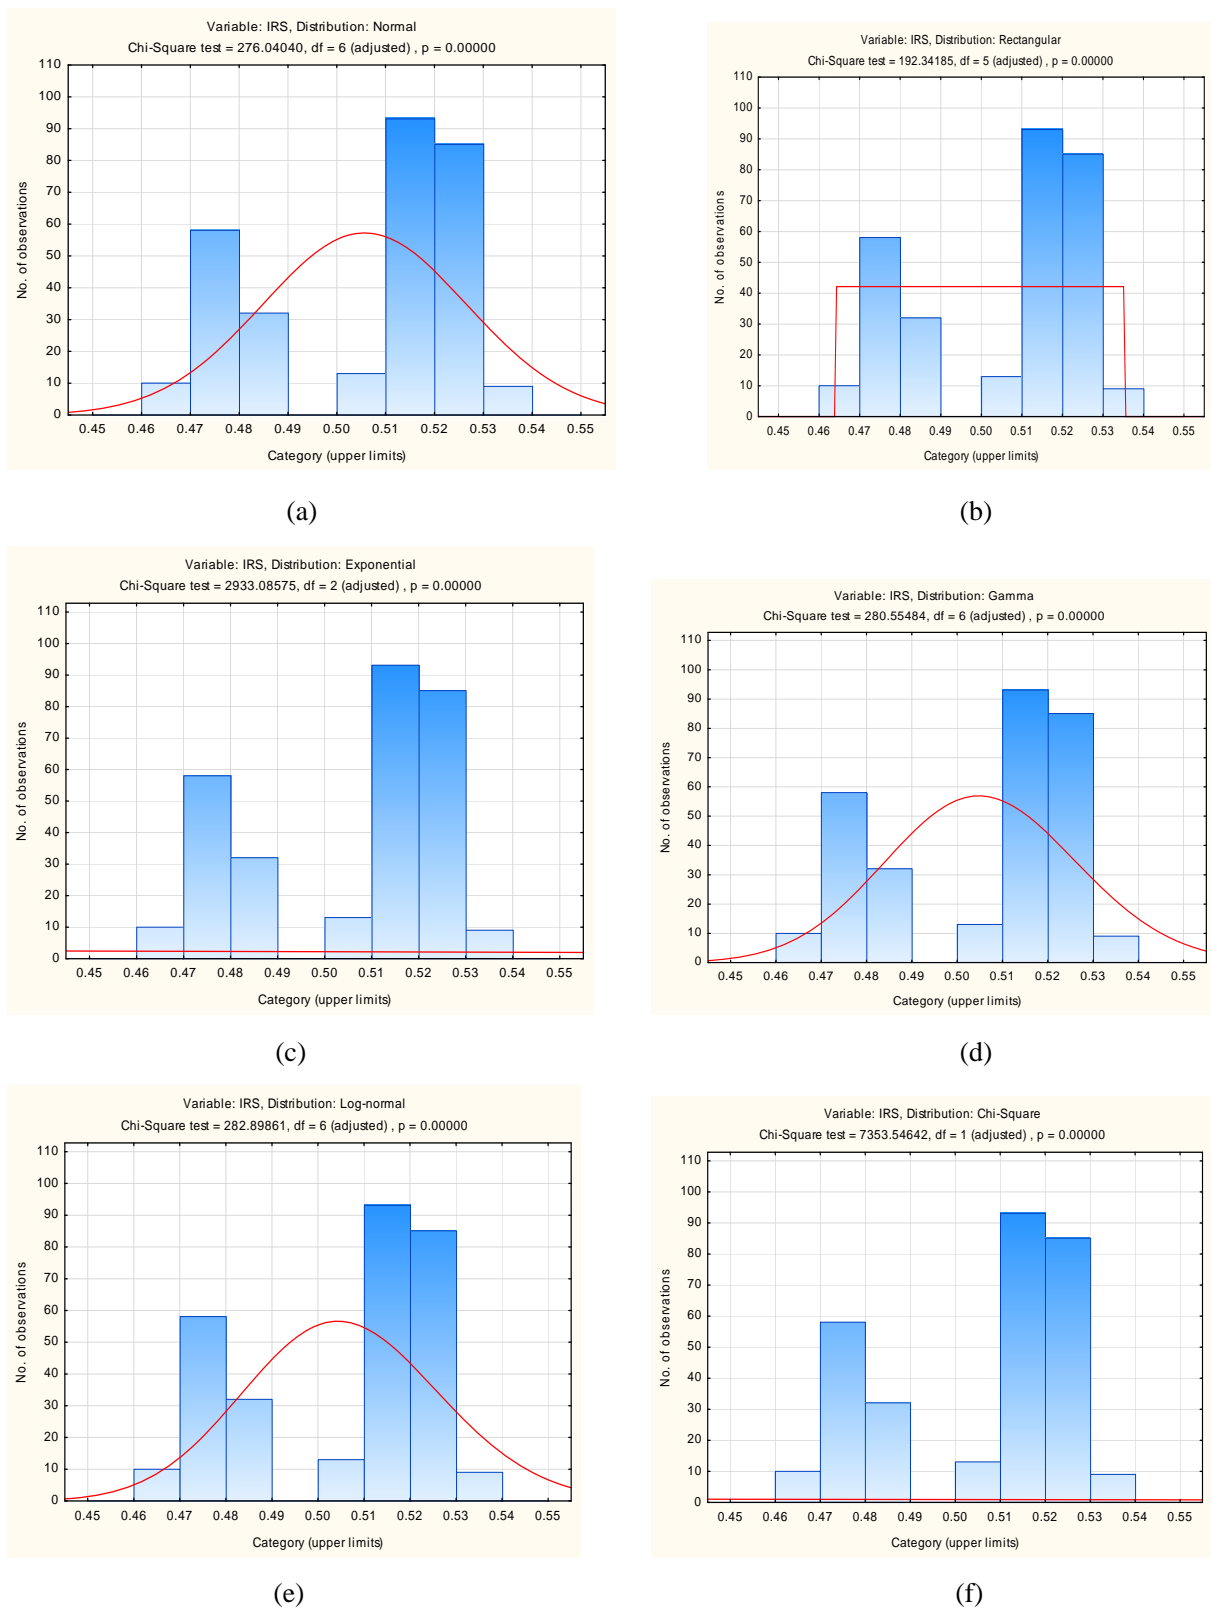 Variable: IRS, Distribution: Normal
Chi-Square test = 276.04040, df = 6 (adjusted) , p = 0.00000
110
100
90
80
70
60
50
40
30
20
10
0
No. of observations
0.45 0.46 0.47 0.48 0.49 0.50 0.51 0.52 0.53 0.54 0.55
Category (upper limits)
(a)
Variable: IRS, Distribution: Rectangular
Chi-Square test = 192.34185, df = 5 (adjusted) , p = 0.00000
110
100
90
80
70
60
50
40
30
20
10
0
No. of observations
0.45 0.46 0.47 0.48 0.49 0.50 0.51 0.52 0.53 0.54 0.55
Category (upper limits)
(b)
Variable: IRS, Distribution: Exponential
Chi-Square test = 2933.08575, df = 2 (adjusted) , p = 0.00000
110
100
90
80
70
60
50
40
30
20
10
0
No. of observations
0.45 0.46 0.47 0.48 0.49 0.50 0.51 0.52 0.53 0.54 0.55
Category (upper limits)
(c)
Variable: IRS, Distribution: Gamma
Chi-Square test = 280.55484, df = 6 (adjusted) , p = 0.00000
110
100
90
80
70
60
50
40
30
20
10
0
No. of observations
0.45 0.46 0.47 0.48 0.49 0.50 0.51 0.52 0.53 0.54 0.55
Category (upper limits)
(d)
Variable: IRS, Distribution: Log-normal
Chi-Square test = 282.89861, df = 6 (adjusted) , p = 0.00000
110
100
90
80
70
60
50
40
30
20
10
0
No. of observations
0.45 0.46 0.47 0.48 0.49 0.50 0.51 0.52 0.53 0.54 0.55
Category (upper limits)
(e)
Variable: IRS, Distribution: Chi-Square
Chi-Square test = 7353.54642, df = 1 (adjusted) , p = 0.00000
110
100
90
80
70
60
50
40
30
20
10
0
No. of observations
0.45 0.46 0.47 0.48 0.49 0.50 0.51 0.52 0.53 0.54 0.55
Category (upper limits)
(f)